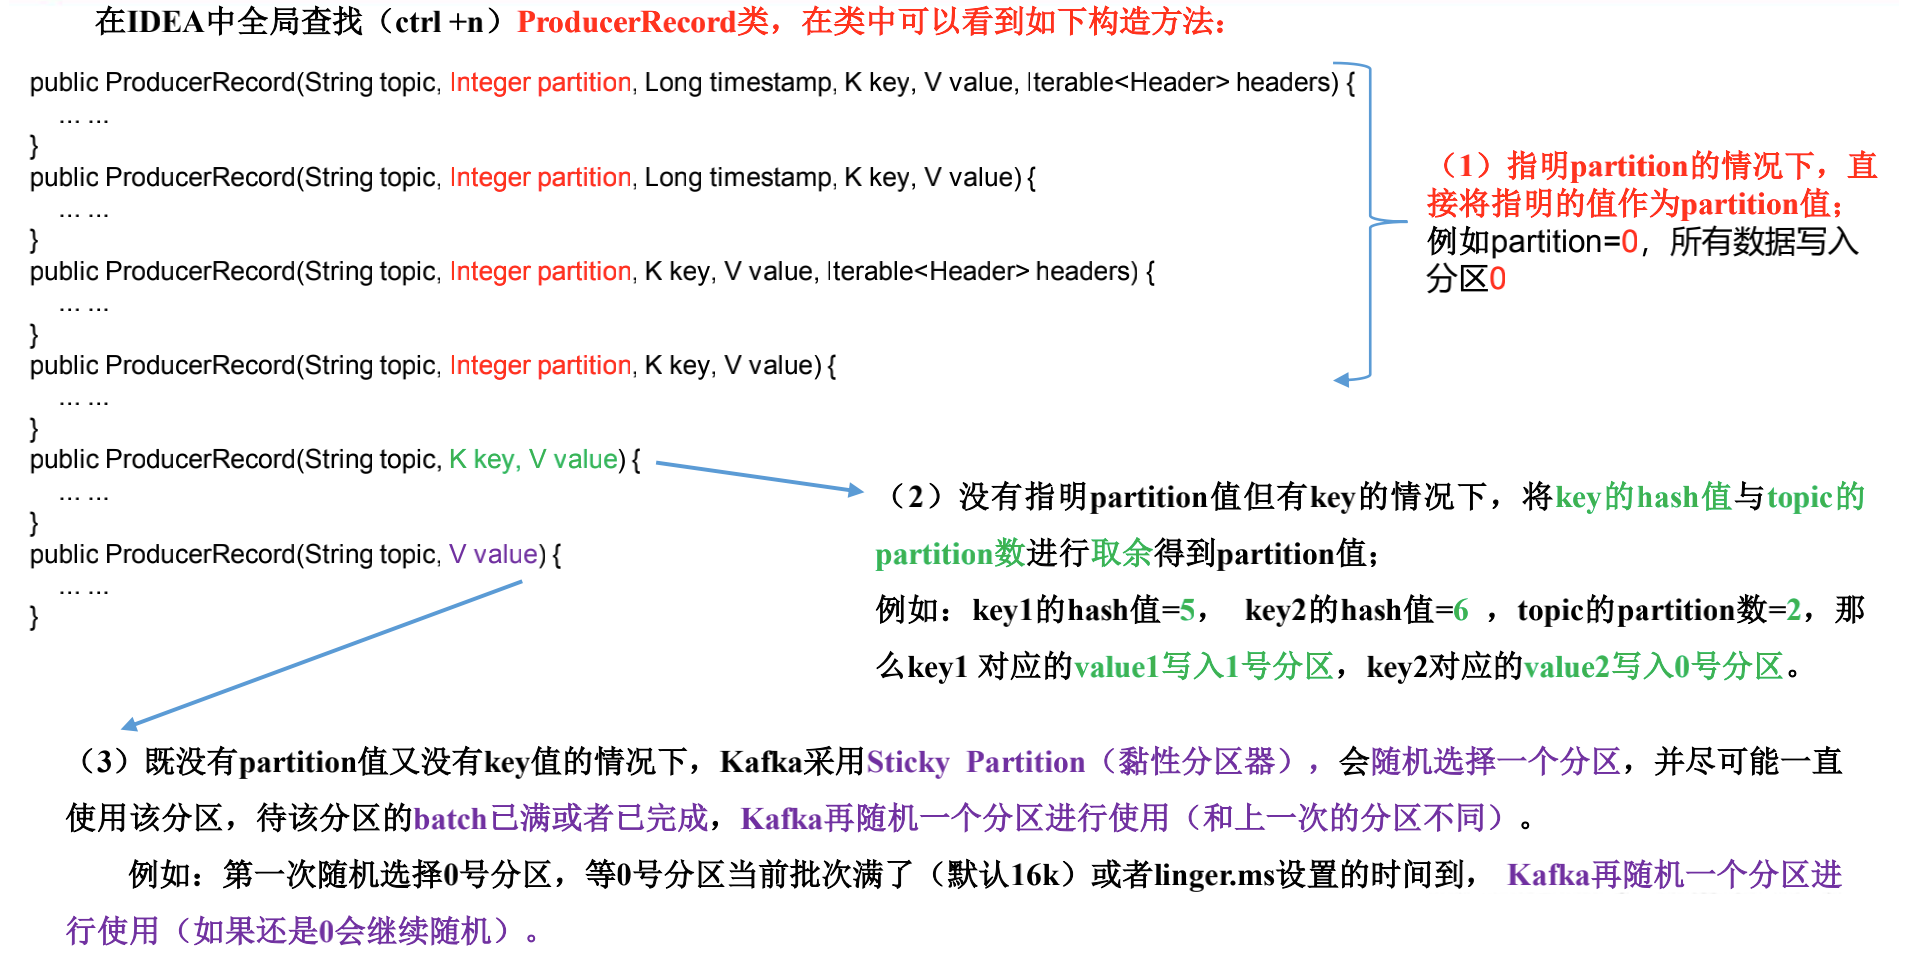 在IDEA中全局查找（ctrl +n）ProducerRecord类，在类中可以看到如下构造方法：
public ProducerRecord(String topic, Integer partition, Long timestamp, K key, V value, Iterable<Header> headers) {
... ...
}
public ProducerRecord(String topic, Integer partition, Long timestamp, K key, V value) {
... ...
}
public ProducerRecord(String topic, Integer partition, K key, V value, Iterable<Header> headers) {
... ...
}
public ProducerRecord(String topic, Integer partition, K key, V value) {
... ...
}
public ProducerRecord(String topic, K key, V value) {
... ...
}
public ProducerRecord(String topic, V value) {
... ...
}
（1）指明partition的情况下，直
接将指明的值作为partition值；
例如partition=0，所有数据写入
分区0
（2）没有指明partition值但有key的情况下，将key的hash值与topic的
partition数进行取余得到partition值；
例如：key1的hash值=5， key2的hash值=6 ，topic的partition数=2，那
么key1 对应的value1写入1号分区，key2对应的value2写入0号分区。
（3）既没有partition值又没有key值的情况下，Kafka采用Sticky Partition（黏性分区器），会随机选择一个分区，并尽可能一直
使用该分区，待该分区的batch已满或者已完成，Kafka再随机一个分区进行使用（和上一次的分区不同）。
例如：第一次随机选择0号分区，等0号分区当前批次满了（默认16k）或者linger.ms设置的时间到， Kafka再随机一个分区进
行使用（如果还是0会继续随机）。